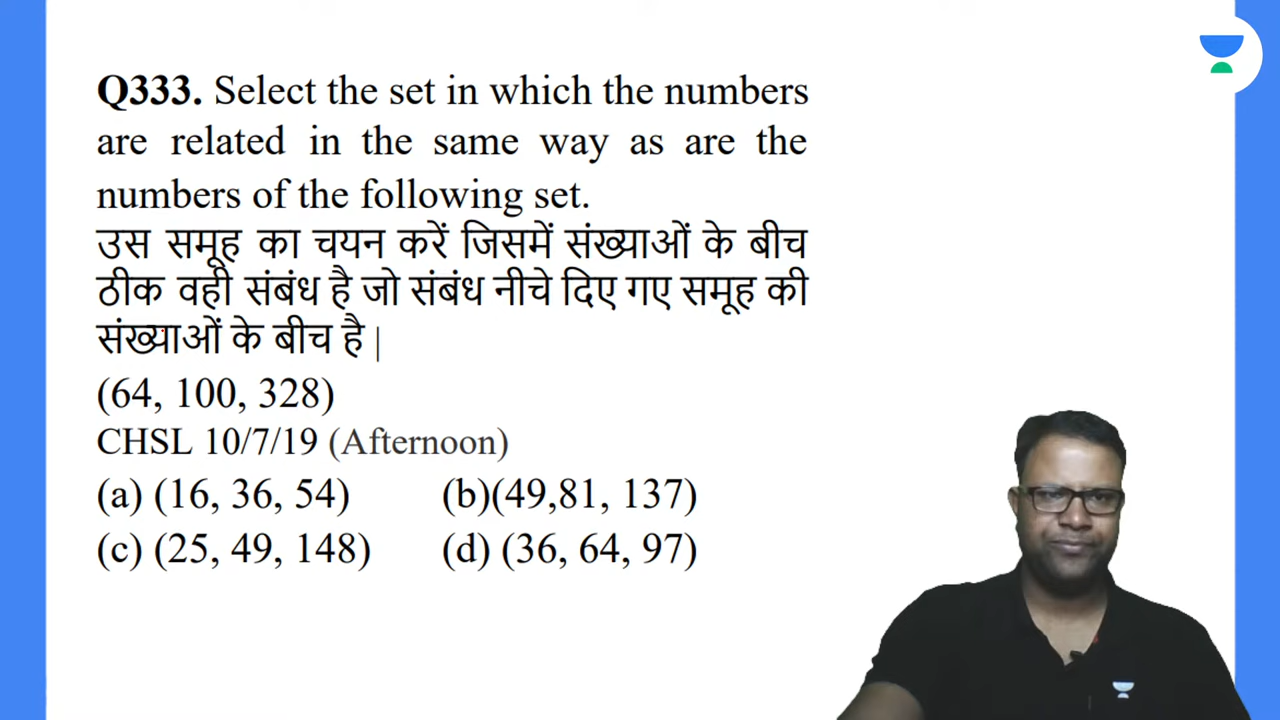 Q333. Select the set in which the numbers
are related in the same way as are the
numbers of the following set.
उस समूह का चयन करें जिसमें संख्याओं के बीच
ठीक वही संबंध है जो संबंध नीचे दिए गए समूह की
संख्याओं के बीच है |
(64, 100, 328)
CHSL 10/7/19 (Afternoon)
(a) (16, 36, 54) (b)(49,81, 137)
(c) (25, 49, 148) (d) (36, 64, 97)